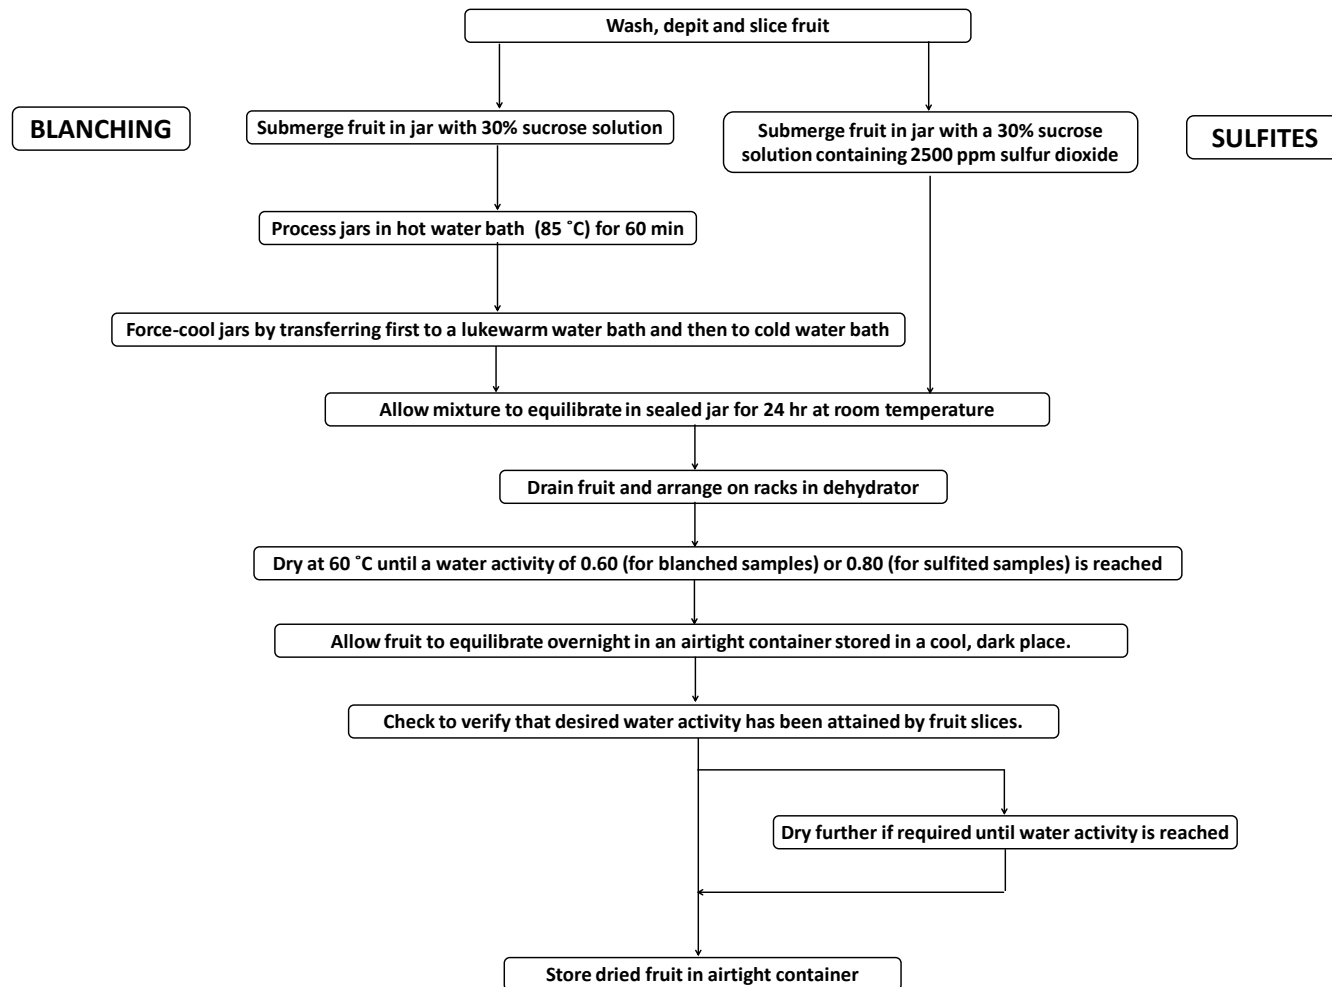 Wash, depit and slice fruit
BLANCHING
Submerge fruit in jar with 30% sucrose solution
Submerge fruit in jar with a 30% sucrose
solution containing 2500 ppm sulfur dioxide
SULFITES
Process jars in hot water bath (85 ˚C) for 60 min
Force-cool jars by transferring first to a lukewarm water bath and then to cold water bath
Allow mixture to equilibrate in sealed jar for 24 hr at room temperature
Drain fruit and arrange on racks in dehydrator
Dry at 60 ˚C until a water activity of 0.60 (for blanched samples) or 0.80 (for sulfited samples) is reached
Allow fruit to equilibrate overnight in an airtight container stored in a cool, dark place.
Check to verify that desired water activity has been attained by fruit slices.
Dry further if required until water activity is reached
Store dried fruit in airtight container